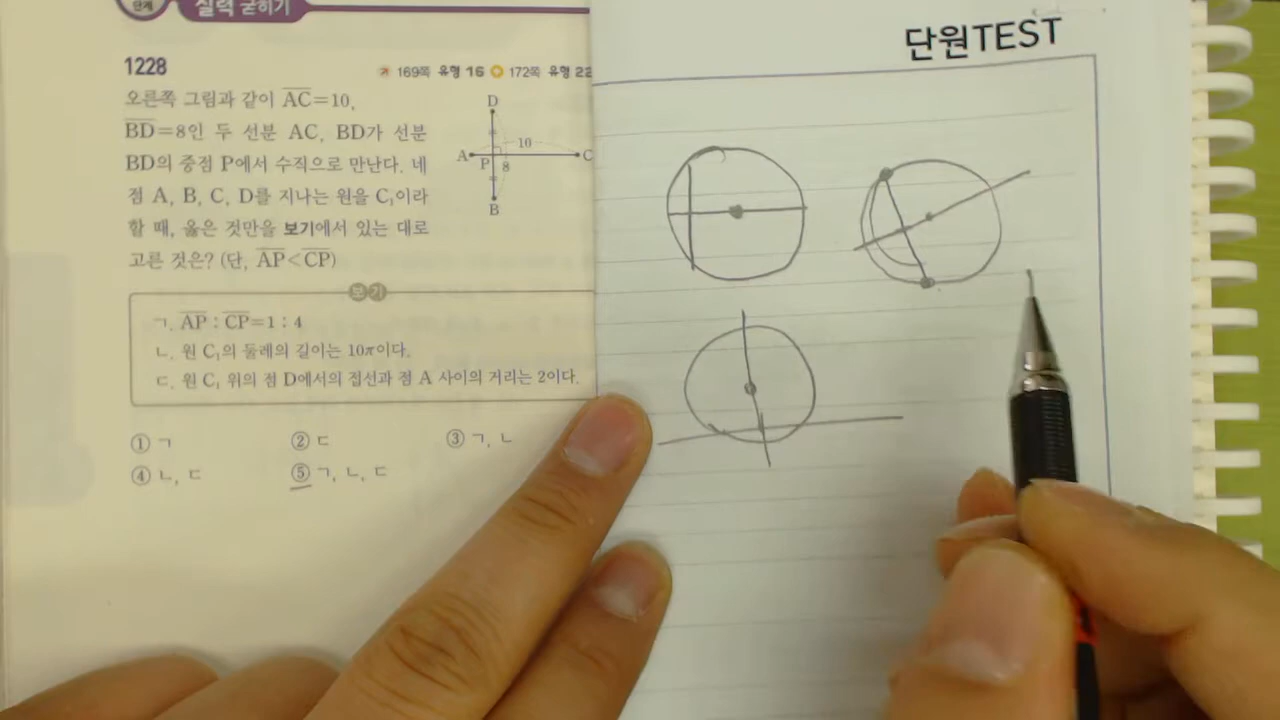 단계
실력 굳히기
단원TEST
1228
169쪽 유형 16 172쪽 유형 22
오른쪽 그림과 같이 AC=10,
BD=8인 두 선분 AC, BD가 선분
BD의 중점 P에서 수직으로 만난다. 네
점 A, B, C, D를 지나는 원을 C₁이라
할 때, 옳은 것만을 보기에서 있는 대로
고른 것은? (단, AP<CP)
D
10
A
C
P
8
B
보기
ㄱ. AP : CP=1 : 4
ㄴ. 원 C₁의 둘레의 길이는 10π이다.
ㄷ. 원 C₁ 위의 점 D에서의 접선과 점 A 사이의 거리는 2이다.
① ㄱ ② ㄷ ③ ㄱ, ㄴ
④ ㄴ, ㄷ ⑤ ㄱ, ㄴ, ㄷ